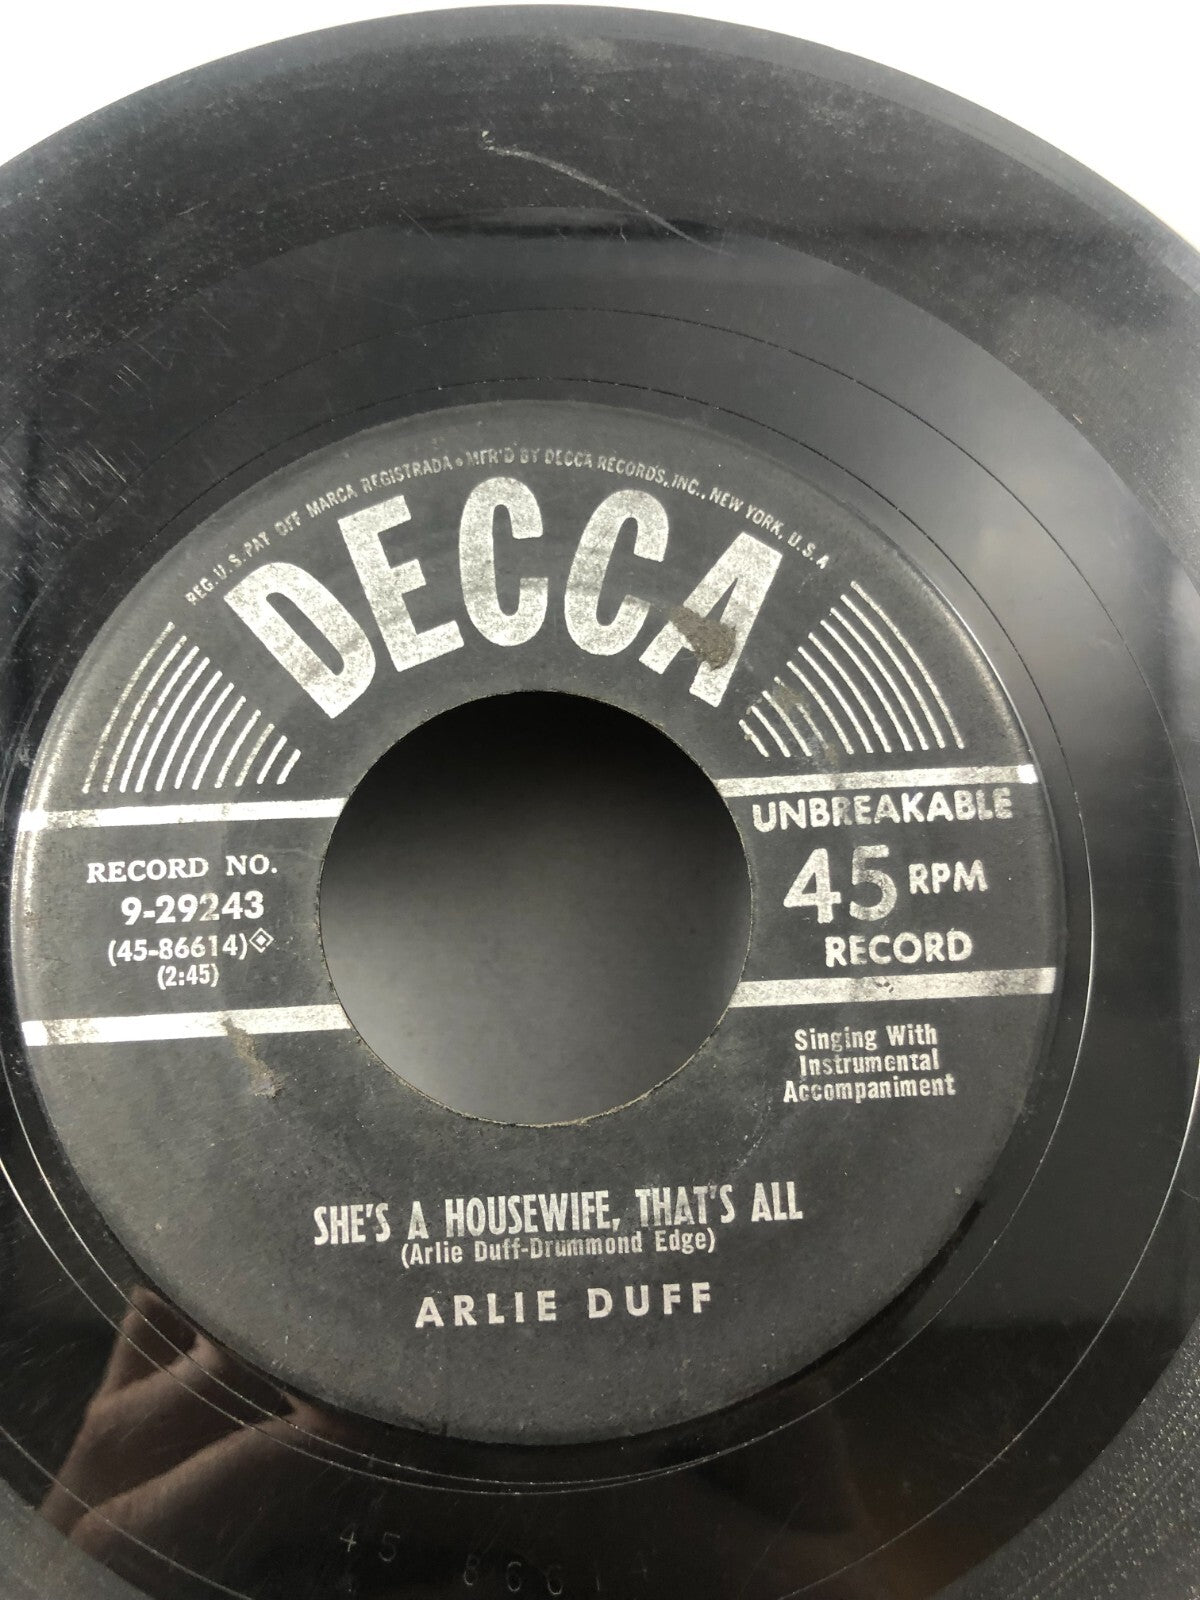 REG. U.S. PAT OFF MARCA REGISTRADA • MFR'D BY DECCA RECORDS, INC., NEW YORK, U.S.A
DECCA
RECORD NO.
9-29243
(45-86614)
(2:45)
UNBREAKABLE
45 RPM
RECORD
Singing With
Instrumental
Accompaniment
SHE'S A HOUSEWIFE, THAT'S ALL
(Arlie Duff-Drummond Edge)
ARLIE DUFF
45